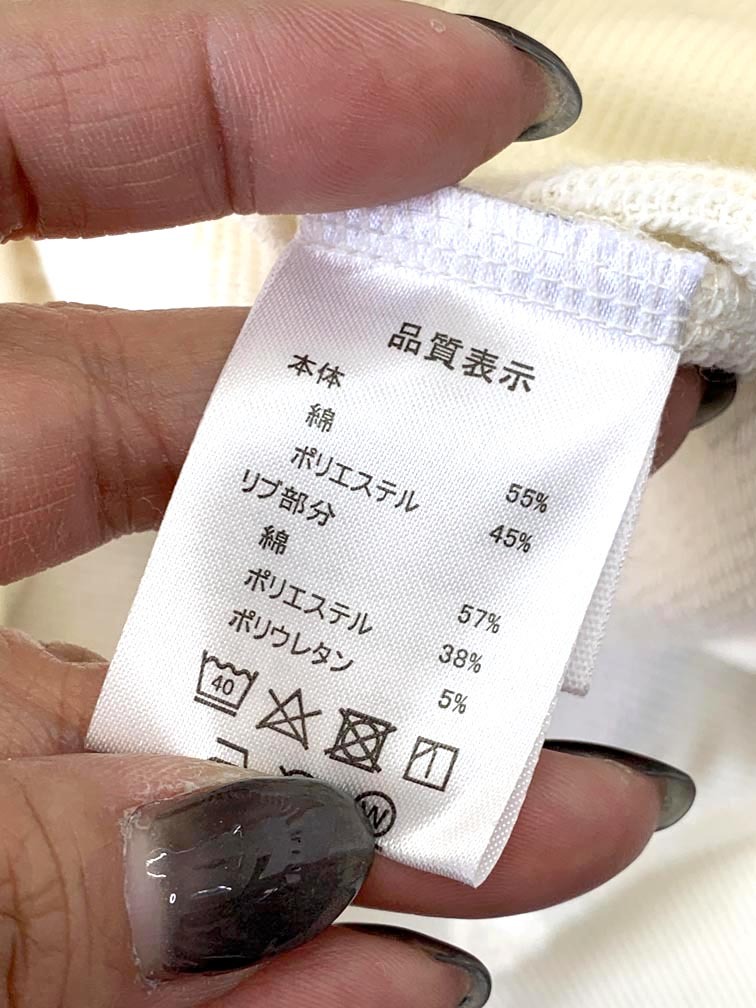 品質表示
本体
綿 55%
ポリエステル 45%
リブ部分
綿 57%
ポリエステル 38%
ポリウレタン 5%
40
W